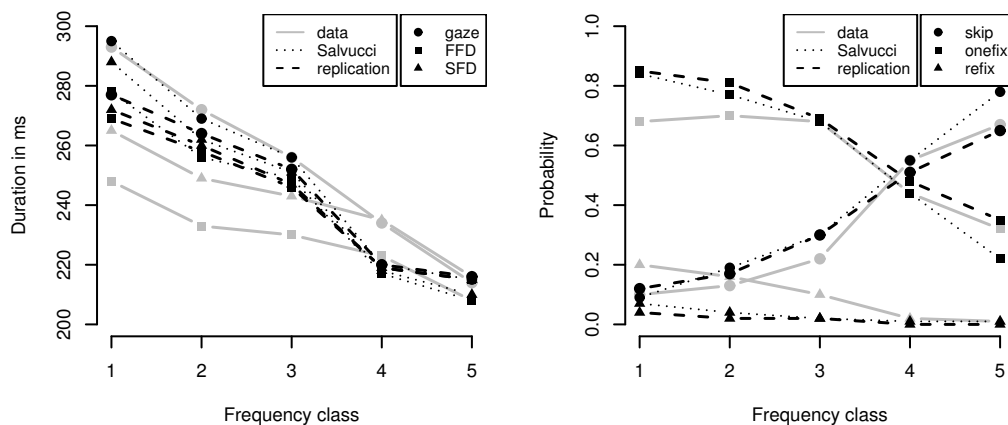 data
Salvucci
replication
gaze
FFD
SFD
Duration in ms
300
280
260
240
220
200
1 2 3 4 5
Frequency class
data
Salvucci
replication
skip
onefix
refix
Probability
1.0
0.8
0.6
0.4
0.2
0.0
1 2 3 4 5
Frequency class